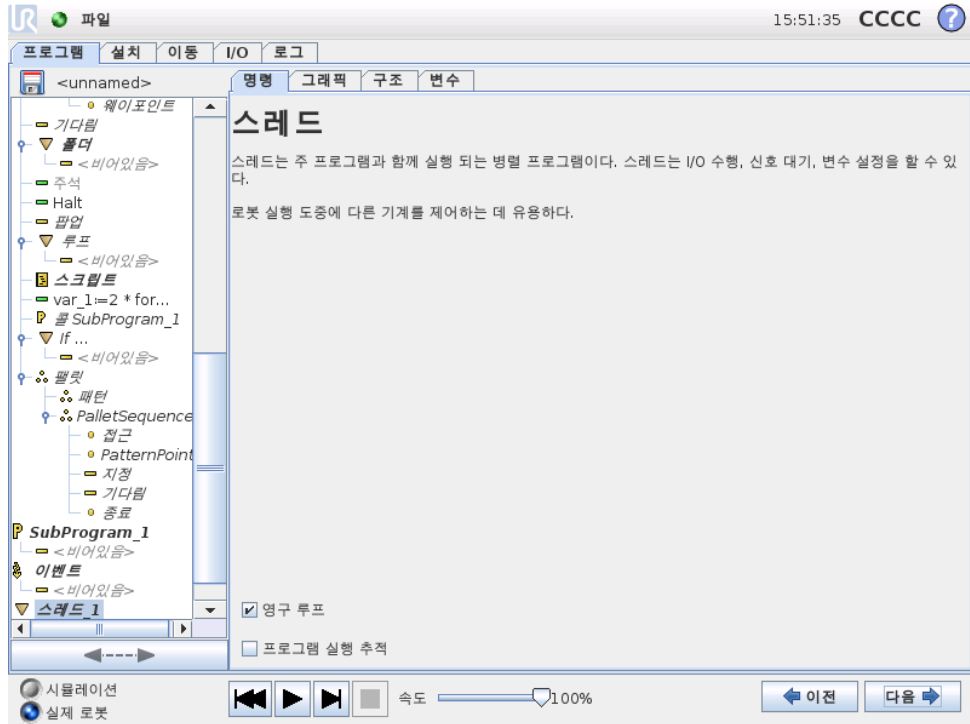 UR 파일 15:51:35 CCCC ?
프로그램 설치 이동 I/O 로그
<unnamed>
명령 그래픽 구조 변수
웨이포인트
기다림
폴더
<비어있음>
주석
Halt
팝업
루프
<비어있음>
스크립트
var_1:=2 * for...
콜 SubProgram_1
If ...
<비어있음>
팰릿
패턴
PalletSequence
접근
PatternPoint
지정
기다림
종료
P SubProgram_1
<비어있음>
이벤트
<비어있음>
스레드_1
스레드
스레드는 주 프로그램과 함께 실행 되는 병렬 프로그램이다. 스레드는 I/O 수행, 신호 대기, 변수 설정을 할 수 있
다.
로봇 실행 도중에 다른 기계를 제어하는 데 유용하다.
영구 루프
프로그램 실행 추적
시뮬레이션
실제 로봇
속도 100%
이전 다음